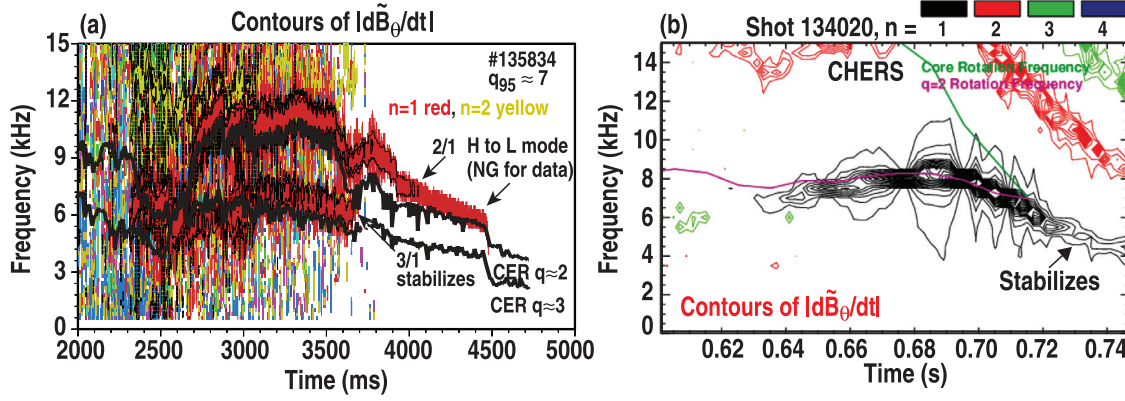 (a) Contours of |dB̃θ/dt|
15
12
9
6
3
0
Frequency (kHz)
#135834
q95 ≈ 7
n=1 red, n=2 yellow
2/1
H to L mode
(NG for data)
3/1
stabilizes
CER q≈2
CER q≈3
2000 2500 3000 3500 4000 4500 5000
Time (ms)
(b) Shot 134020, n = 1 2 3 4
14
12
10
8
6
4
2
0
Frequency (kHz)
CHERS
Core Rotation Frequency
q=2 Rotation Frequency
Stabilizes
Contours of |dB̃θ/dt|
0.62 0.64 0.66 0.68 0.70 0.72 0.74
Time (s)